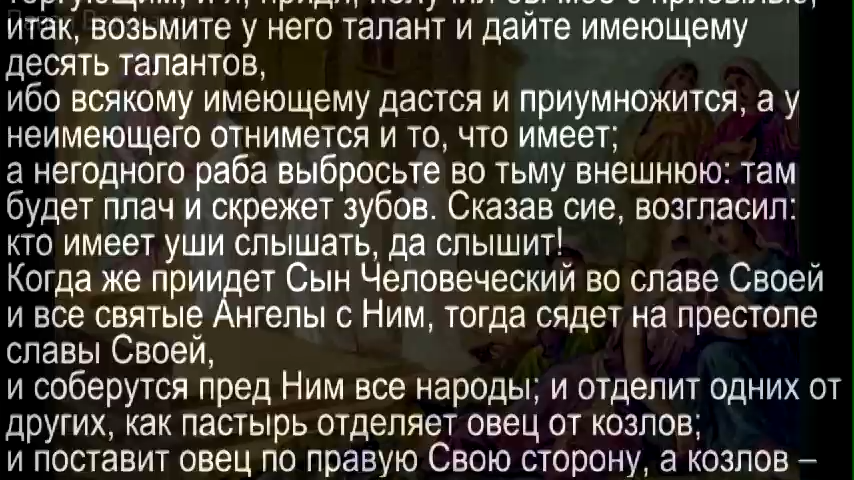 итак, возьмите у него талант и дайте имеющему
десять талантов,
ибо всякому имеющему дастся и приумножится, а у
неимеющего отнимется и то, что имеет;
а негодного раба выбросьте во тьму внешнюю: там
будет плач и скрежет зубов. Сказав сие, возгласил:
кто имеет уши слышать, да слышит!
Когда же приидет Сын Человеческий во славе Своей
и все святые Ангелы с Ним, тогда сядет на престоле
славы Своей,
и соберутся пред Ним все народы; и отделит одних от
других, как пастырь отделяет овец от козлов;
и поставит овец по правую Свою сторону, а козлов –